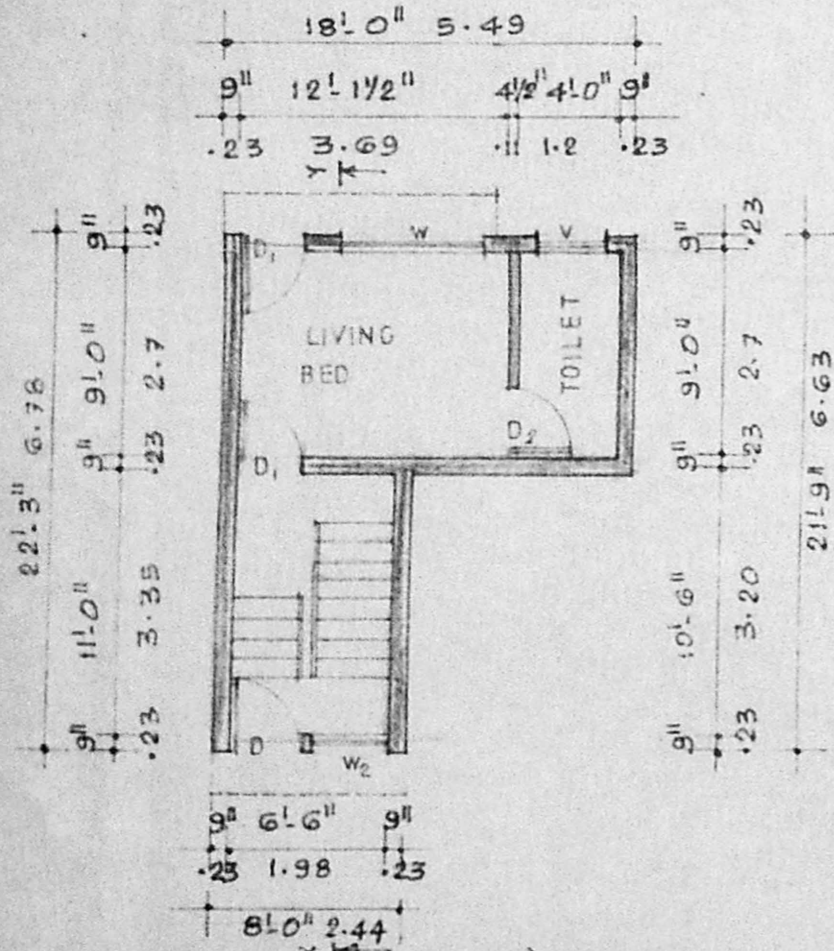 18'-0" 5.49
9" 12'-1 1/2" 4 1/2" 4'-0" 9"
.23 3.69 .11 1.2 .23
Y
9" .23
9'-0" 2.7
9" .23
22'-3" 6.78
11'-0" 3.35
9" .23
D1 W V
LIVING
BED
TOILET
D1 D2
D W2
9" .23
9'-0" 2.7
9" .23
21'-9" 6.63
10'-6" 3.20
9" .23
9" 6'-6" 9"
.23 1.98 .23
8'-0" 2.44